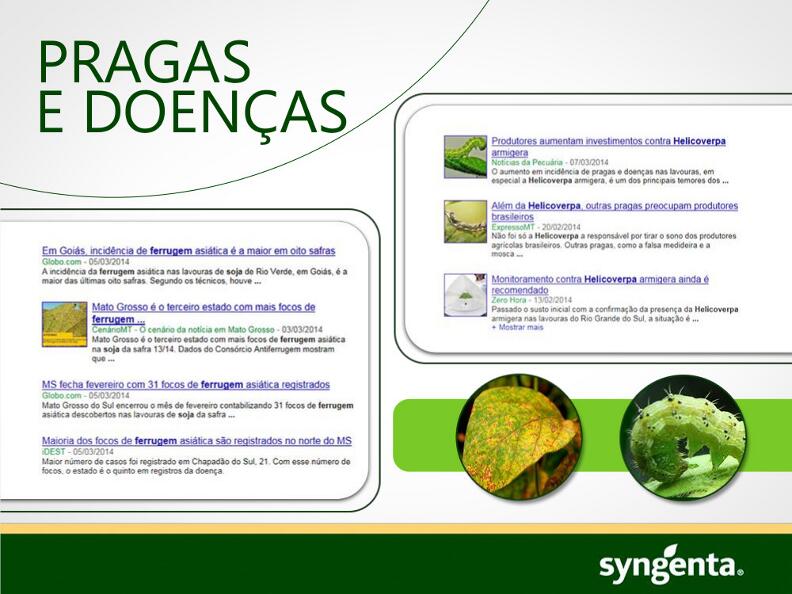 PRAGAS
E DOENÇAS
Em Goiás, incidência de ferrugem asiática é a maior em oito safras
Globo.com - 05/03/2014
A incidência da ferrugem asiática nas lavouras de soja de Rio Verde, em Goiás, é a
maior das últimas oito safras. Segundo os técnicos, houve ...
Mato Grosso é o terceiro estado com mais focos de
ferrugem ...
CenárioMT - O cenário da notícia em Mato Grosso - 03/03/2014
Mato Grosso é o terceiro estado com mais focos de ferrugem asiática
na soja da safra 13/14. Dados do Consórcio Antiferrugem mostram
que ...
MS fecha fevereiro com 31 focos de ferrugem asiática registrados
Globo.com - 05/03/2014
Mato Grosso do Sul encerrou o mês de fevereiro contabilizando 31 focos de ferrugem
asiática descobertos nas lavouras de soja da safra ...
Maioria dos focos de ferrugem asiática são registrados no norte do MS
iDEST - 05/03/2014
Maior número de casos foi registrado em Chapadão do Sul, 21. Com esse número de
focos, o estado é o quinto em registros da doença.
Produtores aumentam investimentos contra Helicoverpa
armigera
Notícias da Pecuária - 07/03/2014
O aumento em incidência de pragas e doenças nas lavouras, em
especial a Helicoverpa armigera, é um dos principais temores dos ...
Além da Helicoverpa, outras pragas preocupam produtores
brasileiros
ExpressoMT - 20/02/2014
Não foi só a Helicoverpa a responsável por tirar o sono dos produtores
agrícolas brasileiros. Outras pragas, como a falsa medideira e a
mosca ...
Monitoramento contra Helicoverpa armigera ainda é
recomendado
Zero Hora - 13/02/2014
Passado o susto inicial com a confirmação da presença da Helicoverpa
armigera nas lavouras do Rio Grande do Sul, a situação é ...
+ Mostrar mais
syngenta®